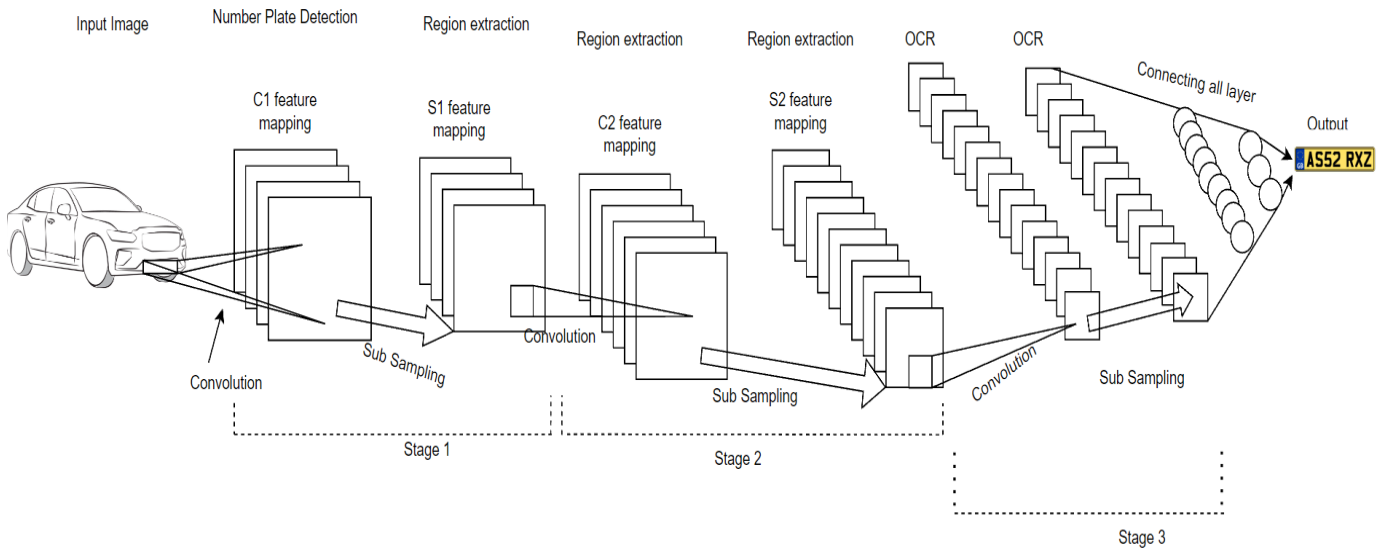 Input Image
Number Plate Detection
Region extraction
Region extraction
Region extraction
OCR
OCR
C1 feature
mapping
S1 feature
mapping
C2 feature
mapping
S2 feature
mapping
Connecting all layer
Output
AS52 RXZ
Convolution
Sub Sampling
Convolution
Sub Sampling
Convolution
Sub Sampling
Stage 1
Stage 2
Stage 3